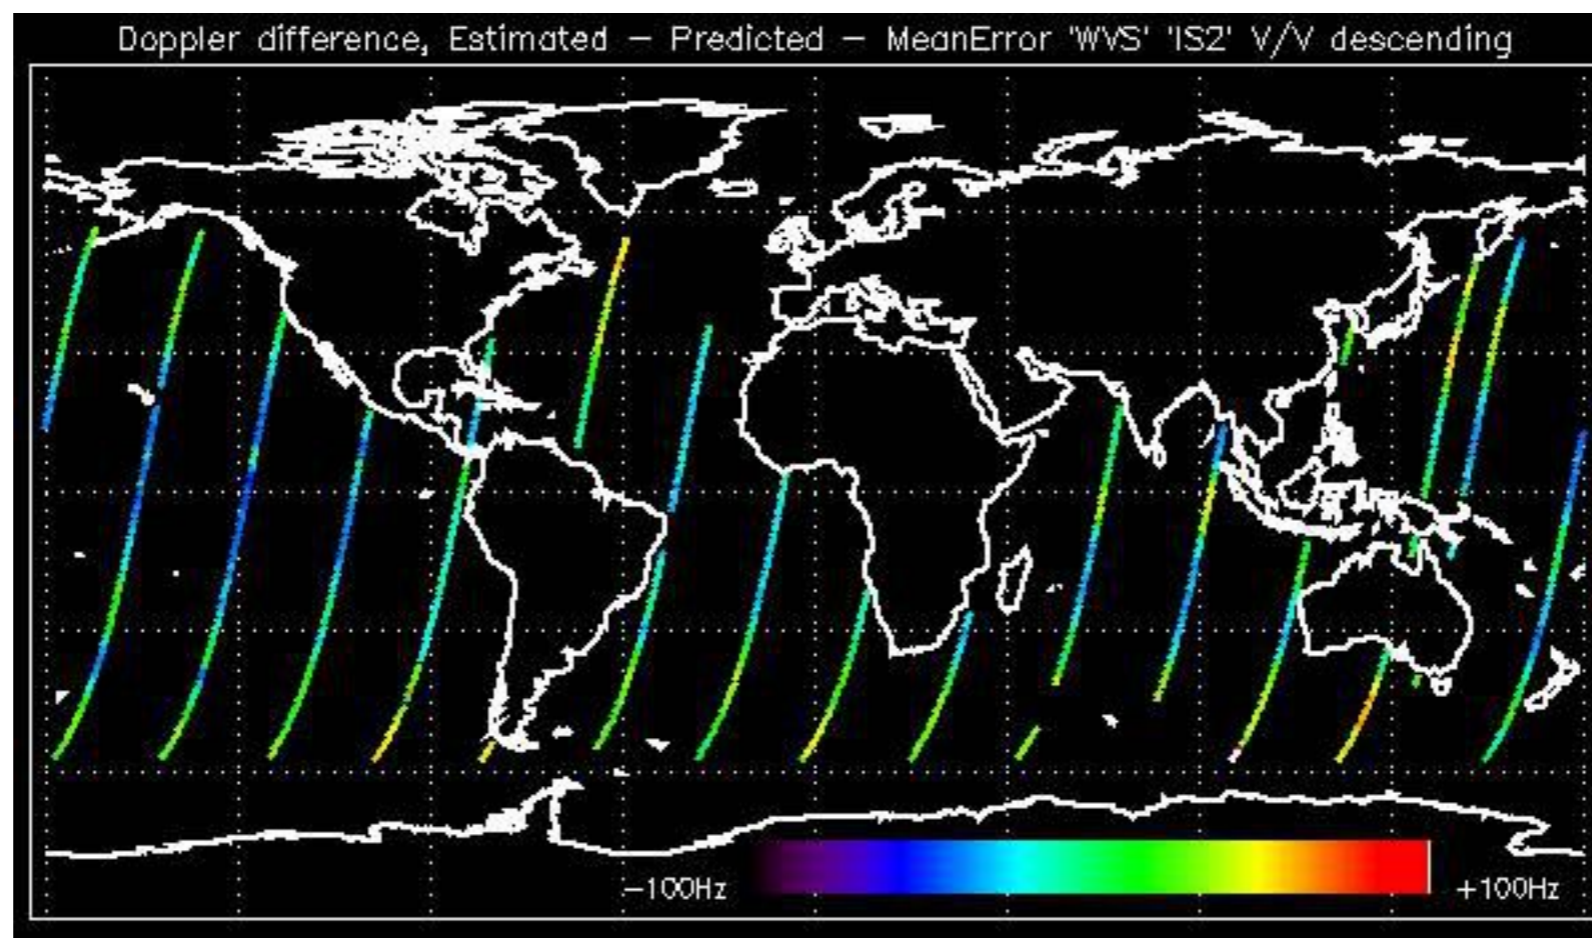 Doppler difference, Estimated – Predicted – MeanError 'WVS' 'IS2' V/V descending
–100Hz +100Hz